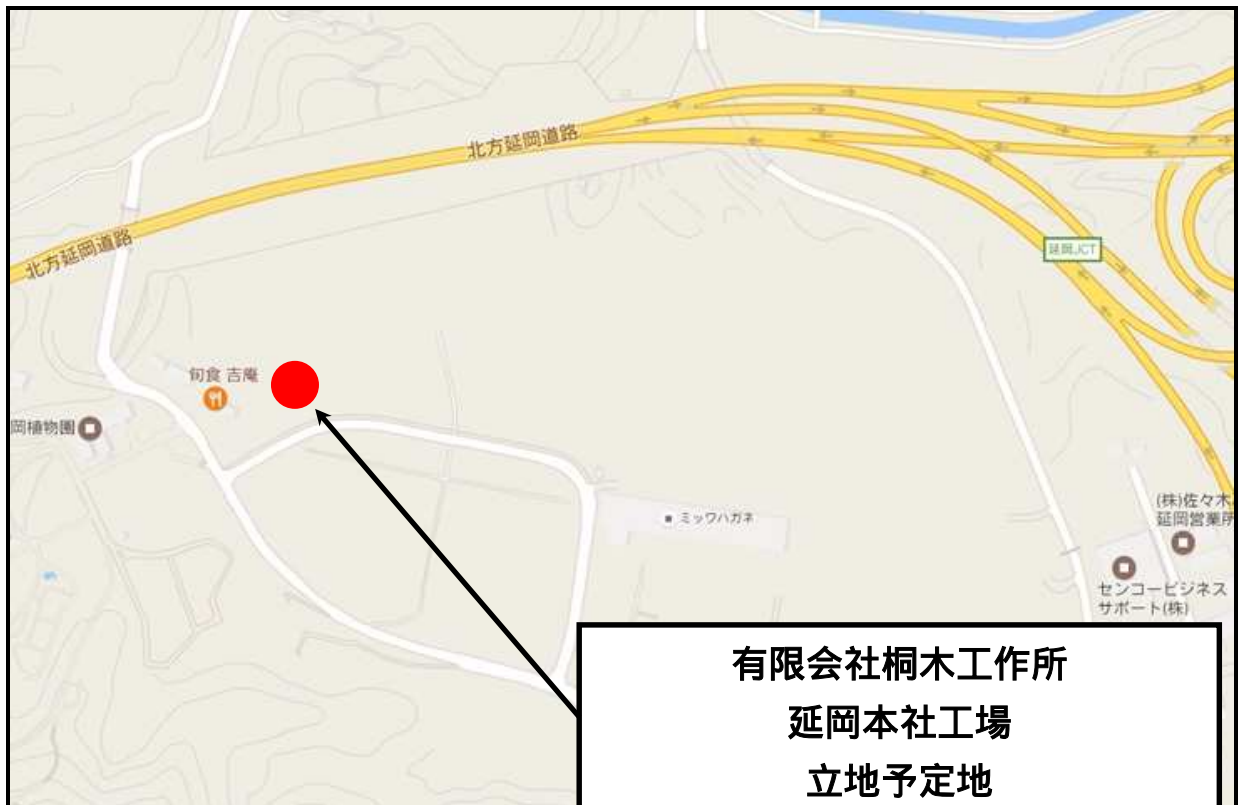 北方延岡道路
北方延岡道路
延岡JCT
旬食 吉庵
岡植物園
ミツワハガネ
(株)佐々木
延岡営業所
センコービジネス
サポート(株)
有限会社桐木工作所
延岡本社工場
立地予定地